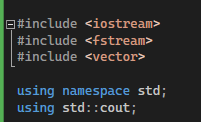 #include <iostream>
#include <fstream>
#include <vector>
using namespace std;
using std::cout;